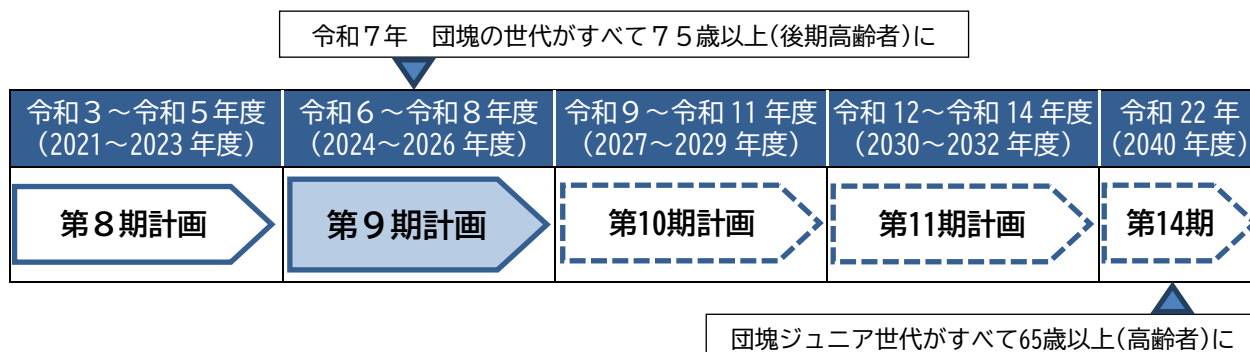 令和７年　団塊の世代がすべて７５歳以上(後期高齢者)に
令和３～令和５年度
(2021～2023 年度)
令和６～令和８年度
(2024～2026 年度)
令和９～令和 11 年度
(2027～2029 年度)
令和 12～令和 14 年度
(2030～2032 年度)
令和 22 年
(2040 年度)
第８期計画
第９期計画
第10期計画
第11期計画
第14期
団塊ジュニア世代がすべて65歳以上(高齢者)に